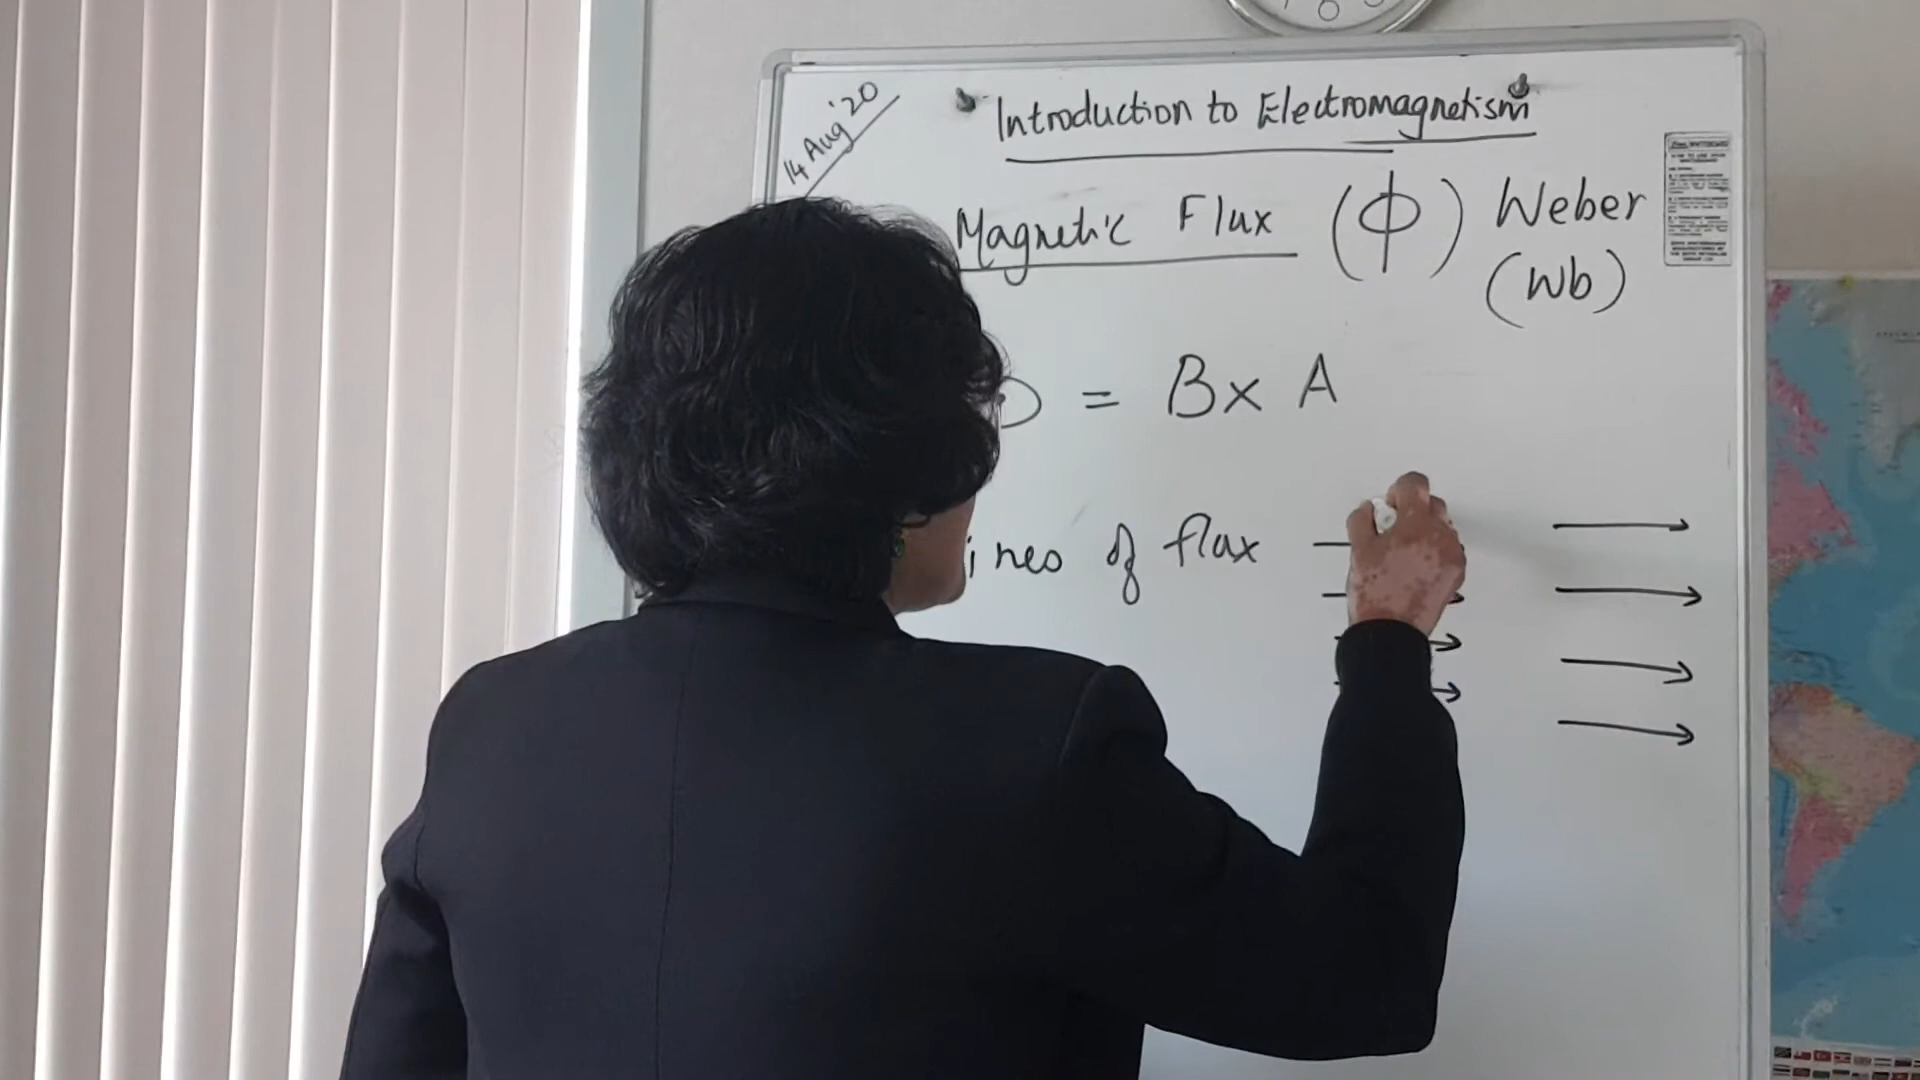 14 Aug '20
Introduction to Electromagnetism
Magnetic Flux (Φ) Weber
(Wb)
= B x A
ines of flux